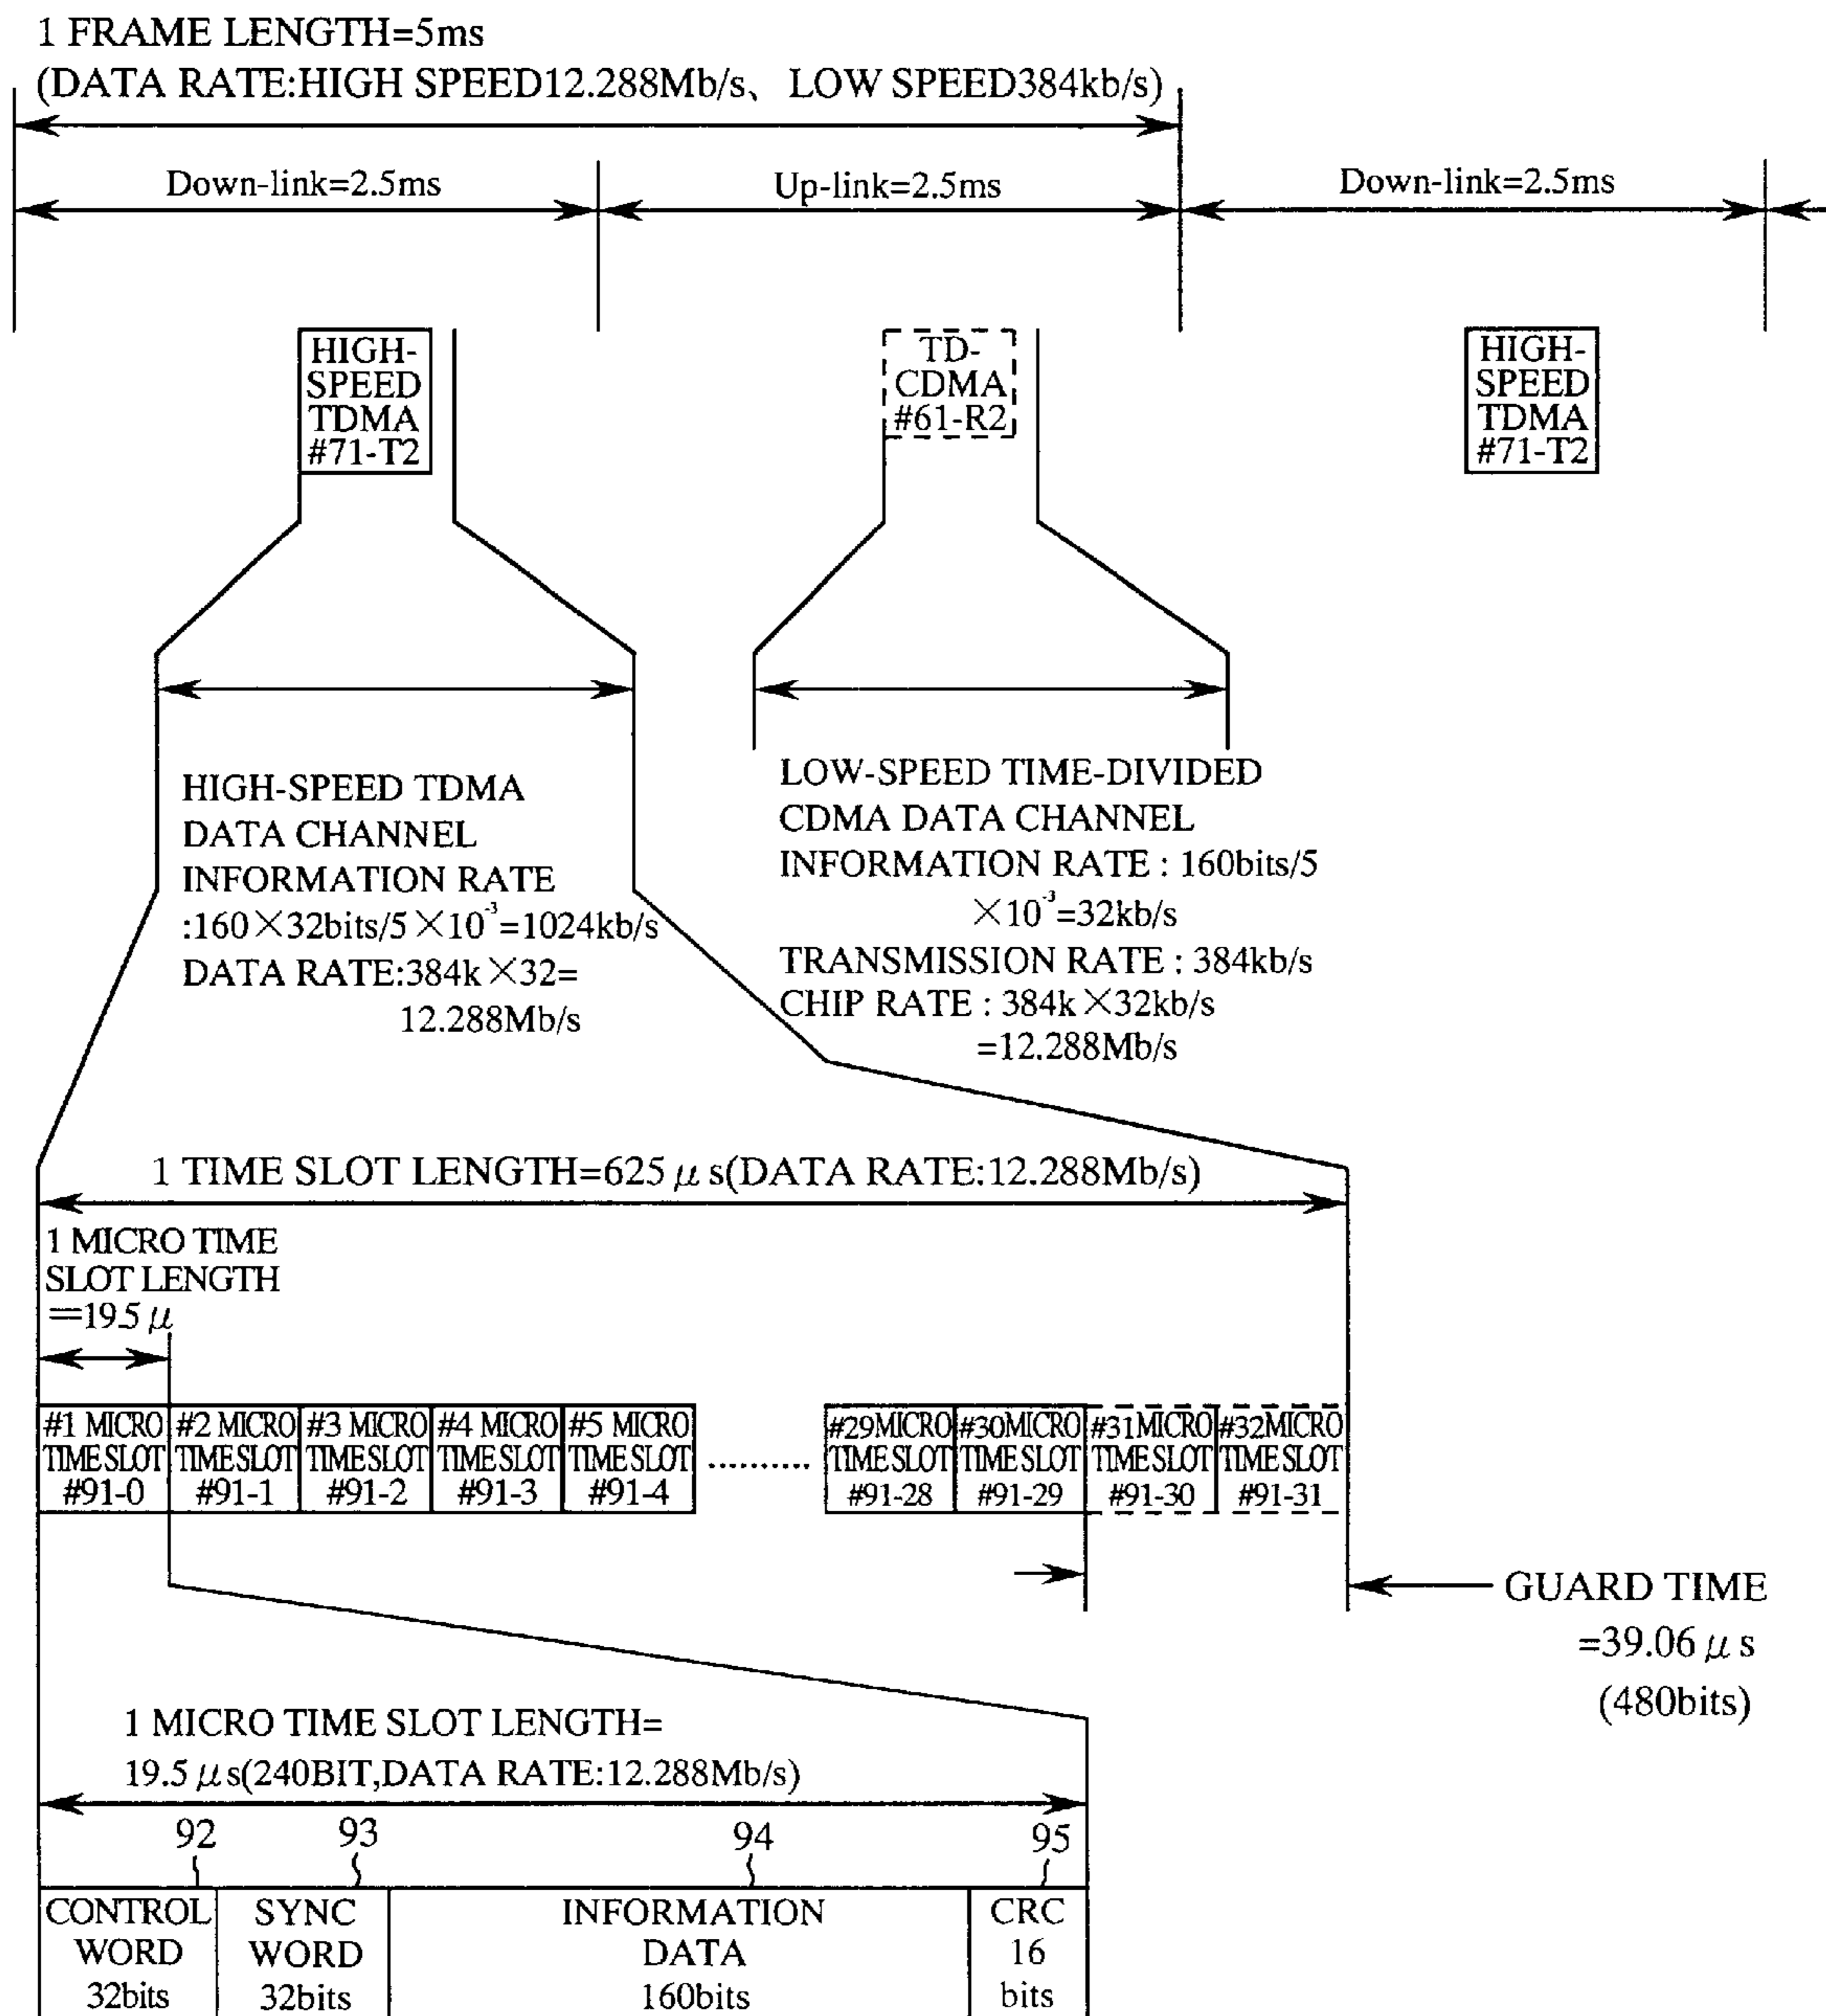 1 FRAME LENGTH=5ms
(DATA RATE:HIGH SPEED12.288Mb/s、 LOW SPEED384kb/s)
Down-link=2.5ms
Up-link=2.5ms
Down-link=2.5ms
HIGH-
SPEED
TDMA
#71-T2
TD-
CDMA
#61-R2
HIGH-
SPEED
TDMA
#71-T2
HIGH-SPEED TDMA
DATA CHANNEL
INFORMATION RATE
:160×32bits/5×10⁻³=1024kb/s
DATA RATE:384k×32=
12.288Mb/s
LOW-SPEED TIME-DIVIDED
CDMA DATA CHANNEL
INFORMATION RATE : 160bits/5
×10⁻³=32kb/s
TRANSMISSION RATE : 384kb/s
CHIP RATE : 384k×32kb/s
=12.288Mb/s
1 TIME SLOT LENGTH=625 μ s(DATA RATE:12.288Mb/s)
1 MICRO TIME
SLOT LENGTH
=19.5 μ
#1 MICRO
TIME SLOT
#91-0
#2 MICRO
TIME SLOT
#91-1
#3 MICRO
TIME SLOT
#91-2
#4 MICRO
TIME SLOT
#91-3
#5 MICRO
TIME SLOT
#91-4
..........
#29MICRO
TIME SLOT
#91-28
#30MICRO
TIME SLOT
#91-29
#31MICRO
TIME SLOT
#91-30
#32MICRO
TIME SLOT
#91-31
GUARD TIME
=39.06 μ s
(480bits)
1 MICRO TIME SLOT LENGTH=
19.5 μ s(240BIT,DATA RATE:12.288Mb/s)
92
93
94
95
CONTROL
WORD
32bits
SYNC
WORD
32bits
INFORMATION
DATA
160bits
CRC
16
bits